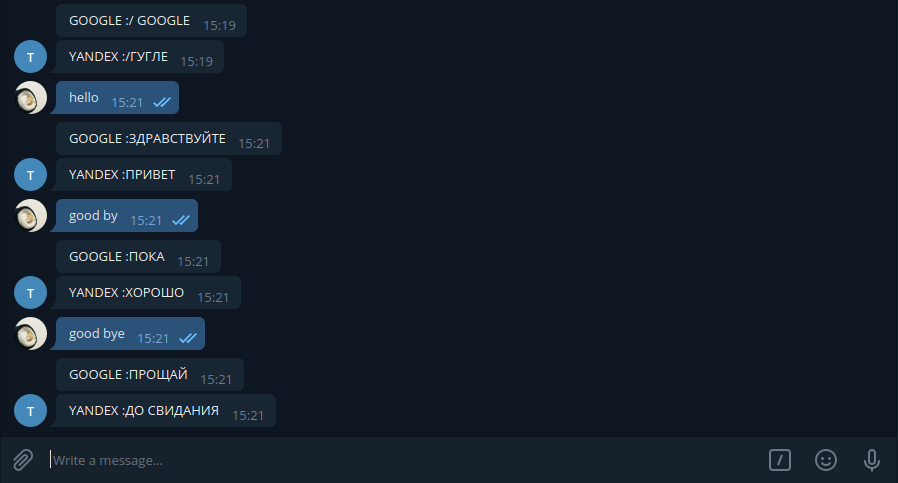 GOOGLE :/ GOOGLE 15:19
T
YANDEX :/ГУГЛЕ 15:19
hello 15:21
GOOGLE :ЗДРАВСТВУЙТЕ 15:21
T
YANDEX :ПРИВЕТ 15:21
good by 15:21
GOOGLE :ПОКА 15:21
T
YANDEX :ХОРОШО 15:21
good bye 15:21
GOOGLE :ПРОЩАЙ 15:21
T
YANDEX :ДО СВИДАНИЯ 15:21
Write a message...